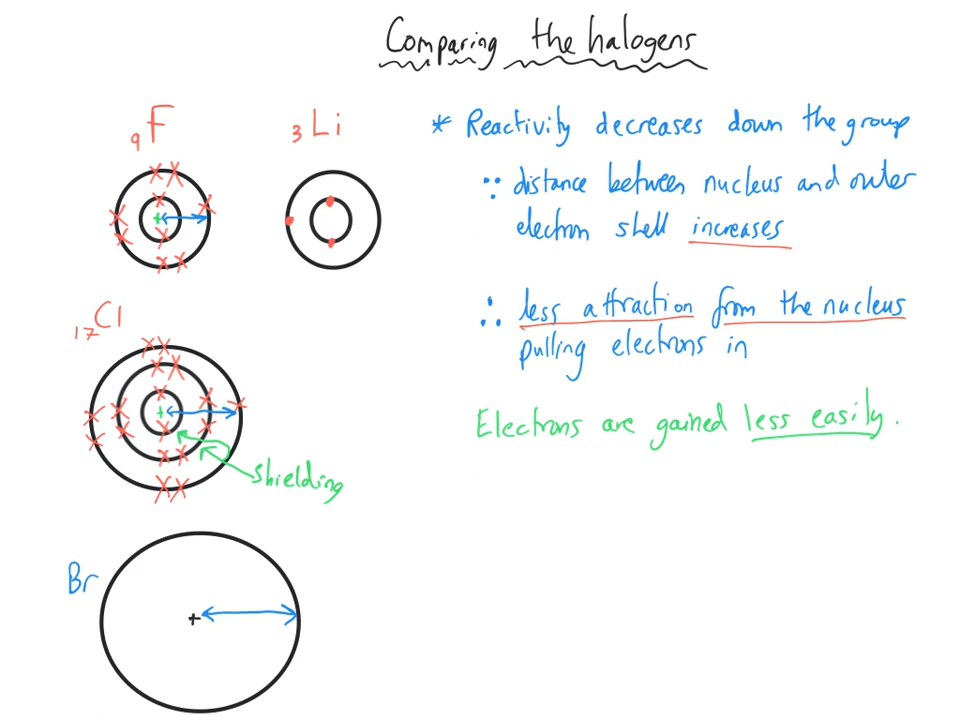 Comparing the halogens
9F
3Li
* Reactivity decreases down the group
∵ distance between nucleus and outer
electron shell increases
17Cl
∴ less attraction from the nucleus
pulling electrons in
Electrons are gained less easily.
shielding
Br
+